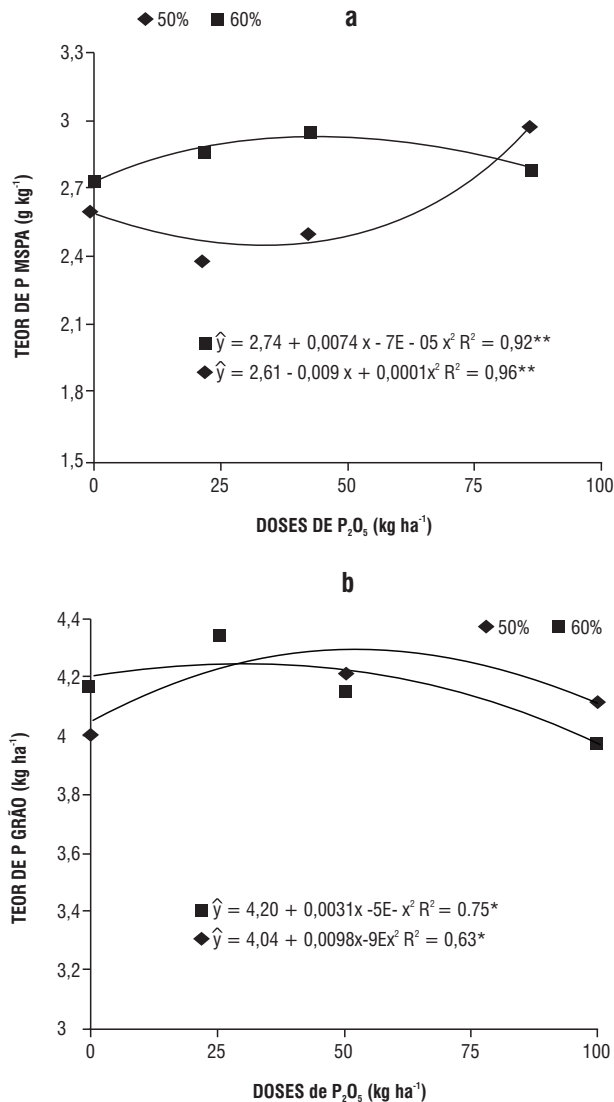 ◆ 50% ■ 60%
a
3,3
3
2,7
2,4
2,1
1,8
1,5
TEOR DE P MSPA (g kg⁻¹)
■ ŷ = 2,74 + 0,0074 x - 7E - 05 x² R² = 0,92**
◆ ŷ = 2,61 - 0,009 x + 0,0001x² R² = 0,96**
0 25 50 75 100
DOSES DE P₂O₅ (kg ha⁻¹)
b
◆ 50% ■ 60%
4,4
4,2
4
3,8
3,6
3,4
3,2
3
TEOR DE P GRÃO (kg ha⁻¹)
■ ŷ = 4,20 + 0,0031x -5E- x² R² = 0.75*
◆ ŷ = 4,04 + 0,0098x-9Ex² R² = 0,63*
0 25 50 75 100
DOSES de P₂O₅ (kg ha⁻¹)